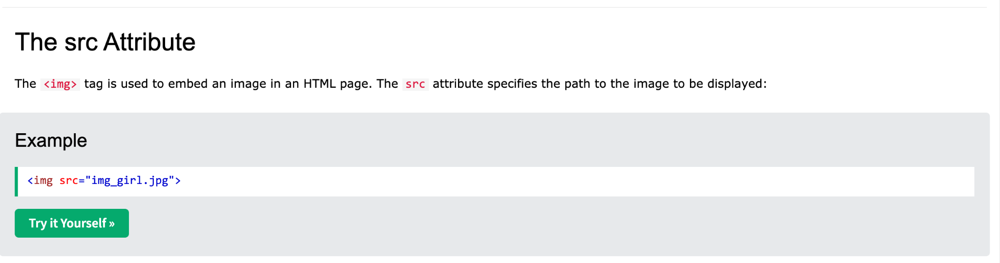 The src Attribute
The <img> tag is used to embed an image in an HTML page. The src attribute specifies the path to the image to be displayed:
Example
<img src="img_girl.jpg">
Try it Yourself »